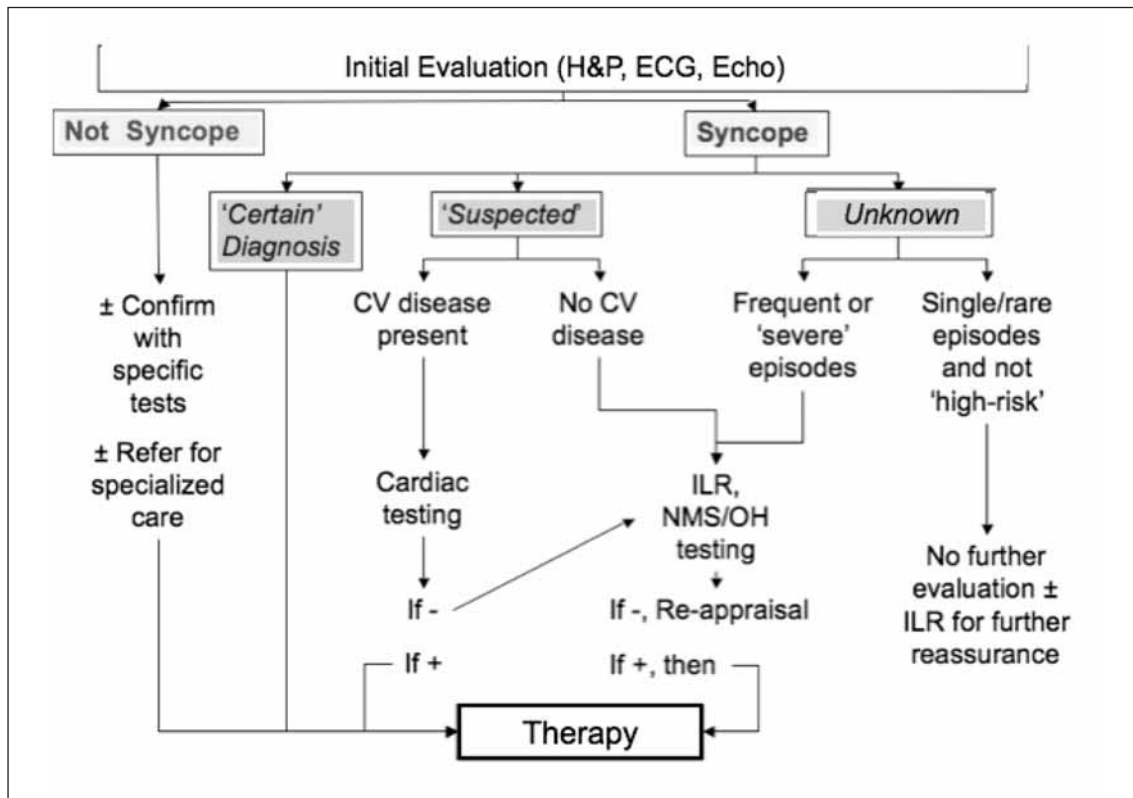 Initial Evaluation (H&P, ECG, Echo)
Not Syncope
Syncope
'Certain'
Diagnosis
'Suspected'
Unknown
± Confirm
with
specific
tests
± Refer for
specialized
care
CV disease
present
No CV
disease
Frequent or
'severe'
episodes
Single/rare
episodes
and not
'high-risk'
Cardiac
testing
ILR,
NMS/OH
testing
No further
evaluation ±
ILR for further
reassurance
If -
If -, Re-appraisal
If +
If +, then
Therapy